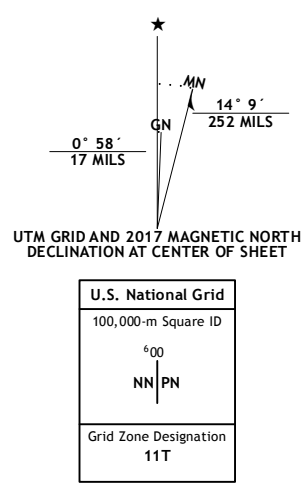 ★
MN
GN
14° 9´
252 MILS
0° 58´
17 MILS
UTM GRID AND 2017 MAGNETIC NORTH
DECLINATION AT CENTER OF SHEET
U.S. National Grid
100,000-m Square ID
⁶00
NN PN
Grid Zone Designation
11T